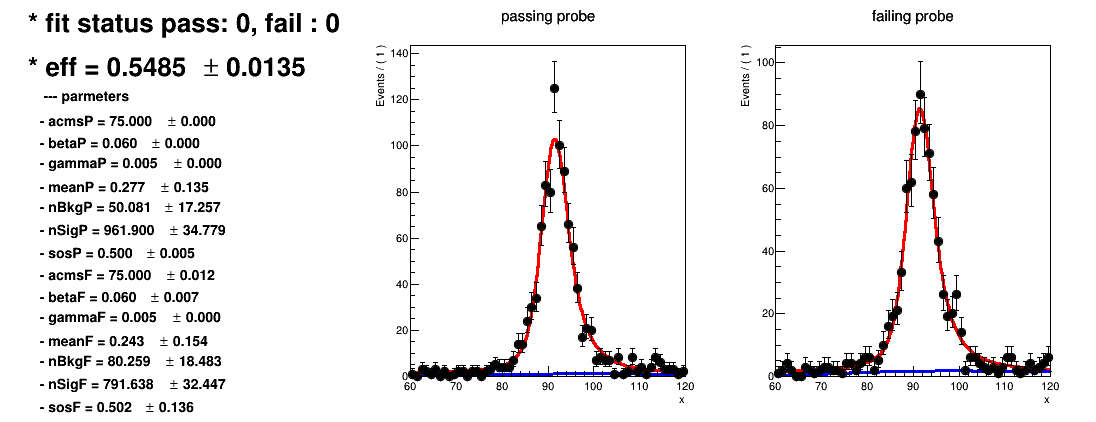 * fit status pass: 0, fail : 0
* eff = 0.5485 ± 0.0135
--- parmeters
- acmsP = 75.000 ± 0.000
- betaP = 0.060 ± 0.000
- gammaP = 0.005 ± 0.000
- meanP = 0.277 ± 0.135
- nBkgP = 50.081 ± 17.257
- nSigP = 961.900 ± 34.779
- sosP = 0.500 ± 0.005
- acmsF = 75.000 ± 0.012
- betaF = 0.060 ± 0.007
- gammaF = 0.005 ± 0.000
- meanF = 0.243 ± 0.154
- nBkgF = 80.259 ± 18.483
- nSigF = 791.638 ± 32.447
- sosF = 0.502 ± 0.136
passing probe
Events / ( 1 )
140
120
100
80
60
40
20
0
60 70 80 90 100 110 120
x
failing probe
Events / ( 1 )
100
80
60
40
20
0
60 70 80 90 100 110 120
x